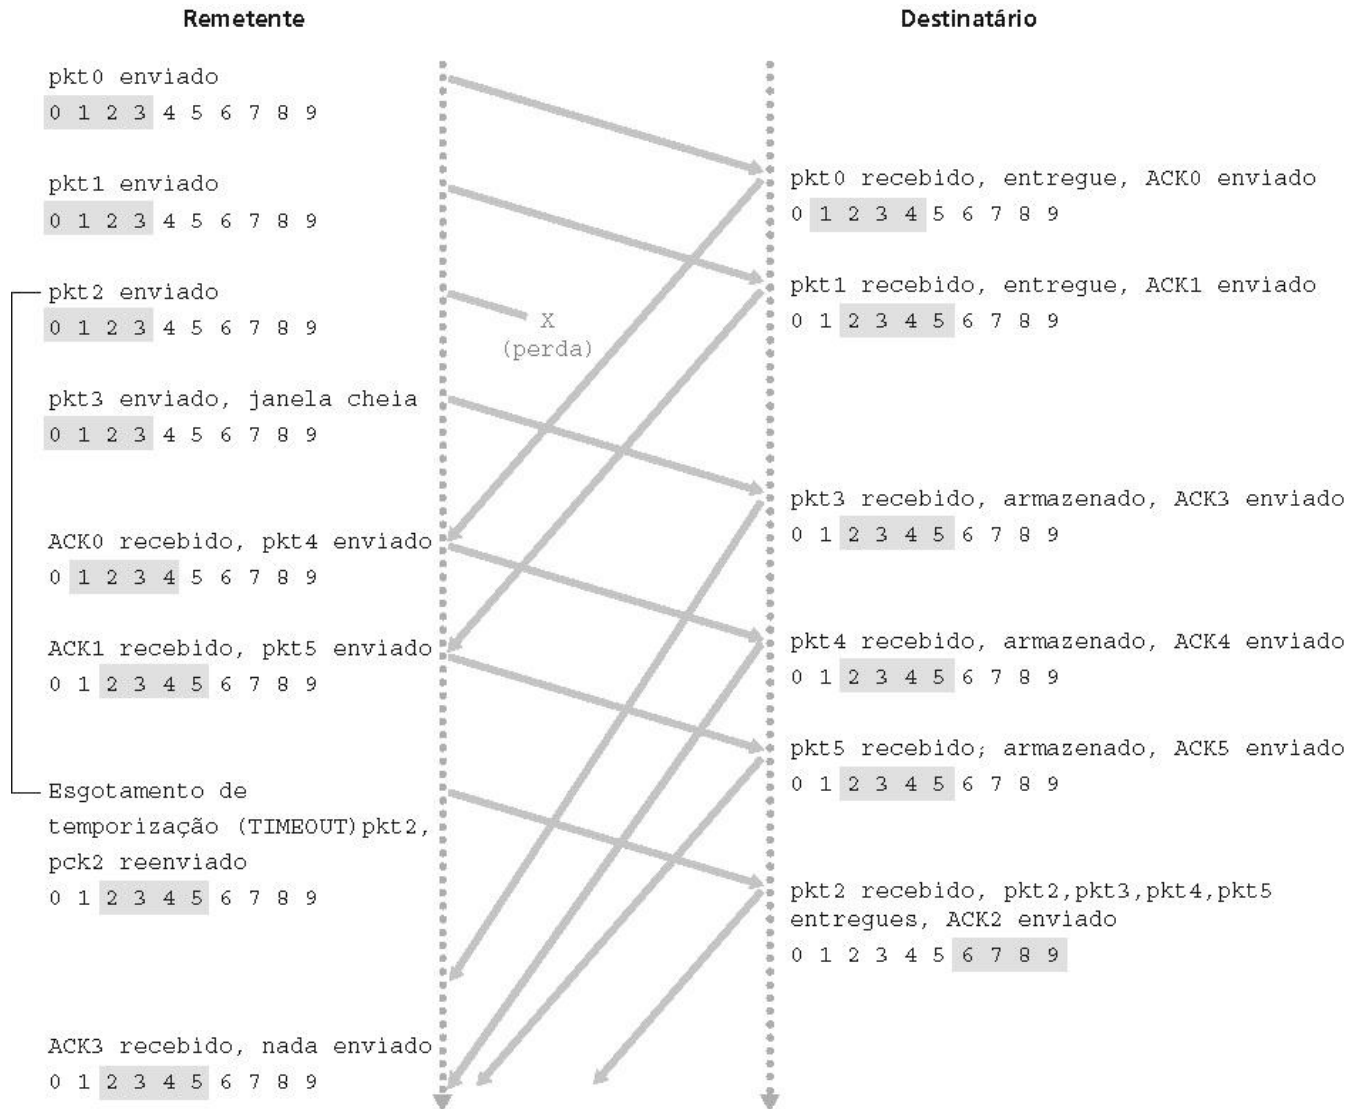 Remetente
Destinatário
pkt0 enviado
0 1 2 3 4 5 6 7 8 9
pkt1 enviado
0 1 2 3 4 5 6 7 8 9
pkt2 enviado
0 1 2 3 4 5 6 7 8 9
pkt3 enviado, janela cheia
0 1 2 3 4 5 6 7 8 9
ACK0 recebido, pkt4 enviado
0 1 2 3 4 5 6 7 8 9
ACK1 recebido, pkt5 enviado
0 1 2 3 4 5 6 7 8 9
Esgotamento de
temporização (TIMEOUT)pkt2,
pck2 reenviado
0 1 2 3 4 5 6 7 8 9
ACK3 recebido, nada enviado
0 1 2 3 4 5 6 7 8 9
X
(perda)
pkt0 recebido, entregue, ACK0 enviado
0 1 2 3 4 5 6 7 8 9
pkt1 recebido, entregue, ACK1 enviado
0 1 2 3 4 5 6 7 8 9
pkt3 recebido, armazenado, ACK3 enviado
0 1 2 3 4 5 6 7 8 9
pkt4 recebido, armazenado, ACK4 enviado
0 1 2 3 4 5 6 7 8 9
pkt5 recebido; armazenado, ACK5 enviado
0 1 2 3 4 5 6 7 8 9
pkt2 recebido, pkt2,pkt3,pkt4,pkt5
entregues, ACK2 enviado
0 1 2 3 4 5 6 7 8 9